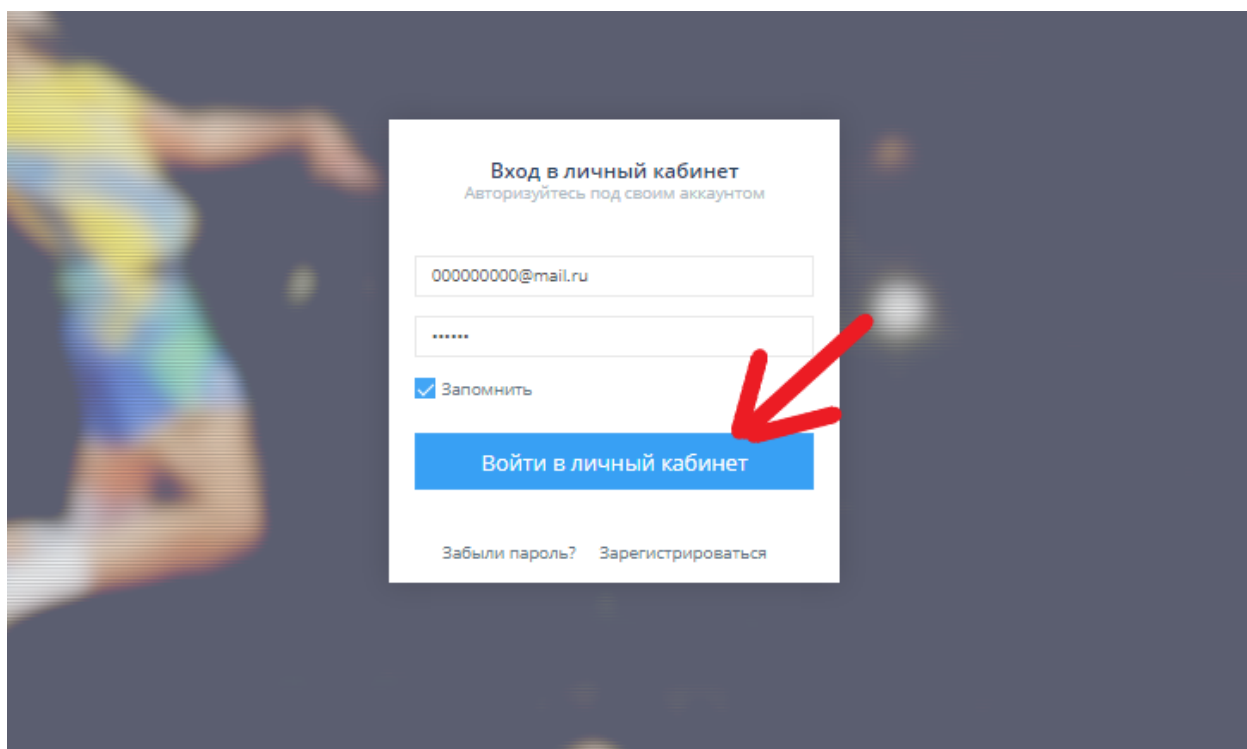 Вход в личный кабинет
Авторизуйтесь под своим аккаунтом
000000000@mail.ru
••••••
Запомнить
Войти в личный кабинет
Забыли пароль? Зарегистрироваться